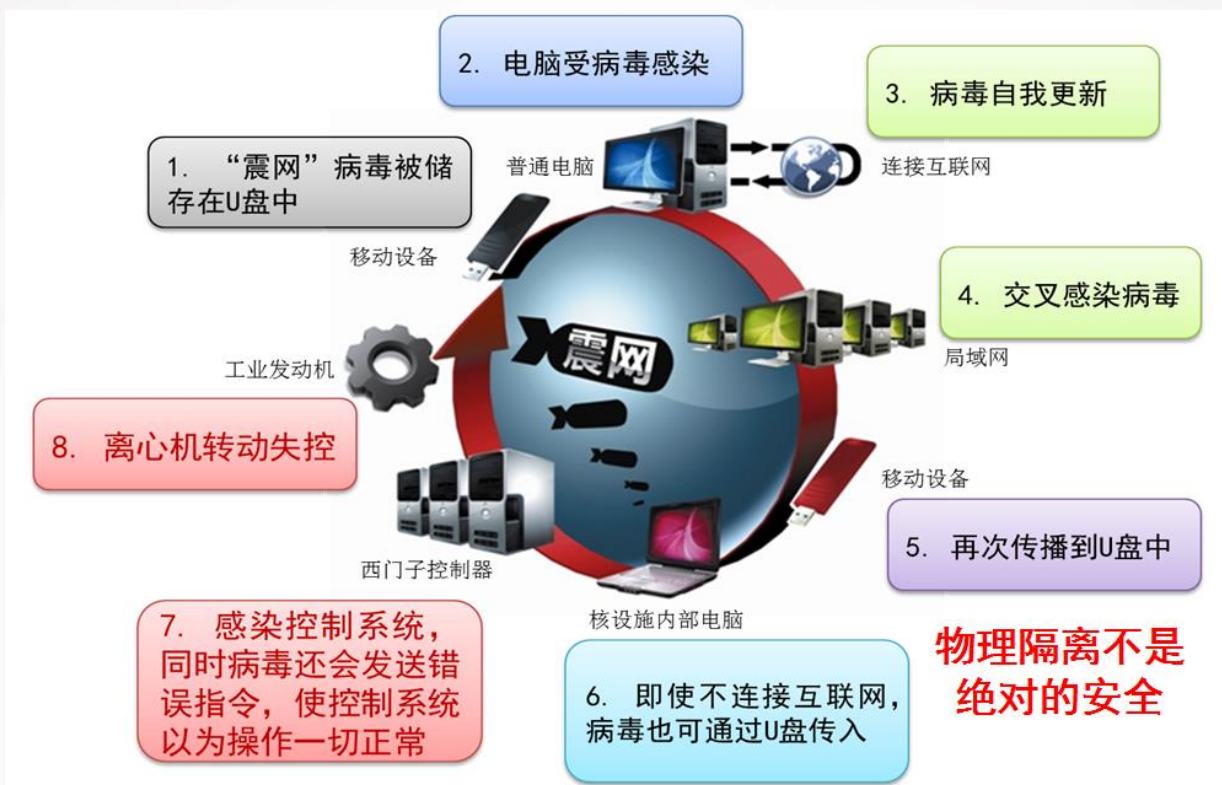 2. 电脑受病毒感染
3. 病毒自我更新
1. “震网”病毒被储
存在U盘中
普通电脑
连接互联网
移动设备
4. 交叉感染病毒
震网
局域网
工业发动机
8. 离心机转动失控
移动设备
5. 再次传播到U盘中
西门子控制器
核设施内部电脑
7. 感染控制系统,
同时病毒还会发送错
误指令, 使控制系统
以为操作一切正常
6. 即使不连接互联网,
病毒也可通过U盘传入
物理隔离不是
绝对的安全